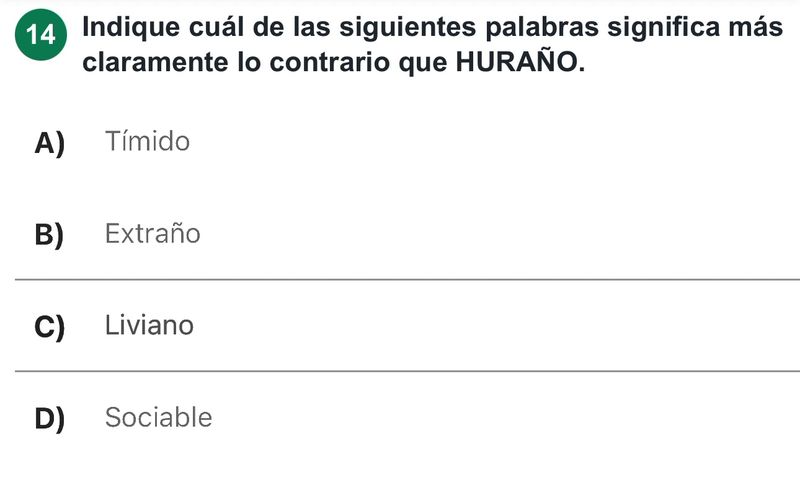 14 Indique cuál de las siguientes palabras significa más
claramente lo contrario que HURAÑO.
A) Tímido
B) Extraño
C) Liviano
D) Sociable